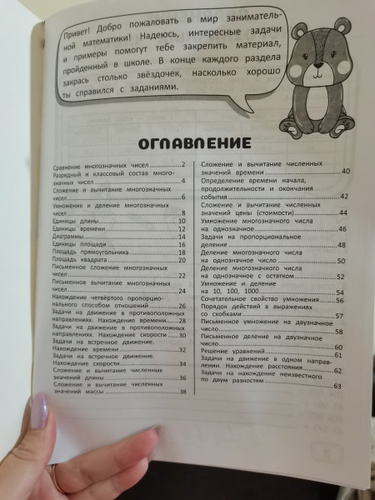 Привет! Добро пожаловать в мир заниматель-
ной математики! Надеюсь, интересные задачи
и примеры помогут тебе закрепить материал,
пройденный в школе. В конце каждого раздела
закрась столько звёздочек, насколько хорошо
ты справился с заданиями.
ОГЛАВЛЕНИЕ
Сравнение многозначных чисел 2
Разрядный и классовый состав много-
значных чисел 4
Сложение и вычитание многозначных
чисел 6
Умножение и деление многозначных
чисел 8
Единицы длины 10
Единицы времени 12
Диаграммы 14
Единицы площади 16
Площадь прямоугольника 18
Площадь квадрата 20
Письменное сложение многозначных
чисел 22
Письменное вычитание многозначных
чисел 24
Нахождение четвёртого пропорцио-
нального способом отношений 26
Задачи на движение в противоположных
направлениях. Нахождение времени 28
Задачи на движение в противоположных
направлениях. Нахождение скорости 30
Задачи на встречное движение.
Нахождение времени 32
Задачи на встречное движение.
Нахождение скорости 34
Сложение и вычитание численных
значений длины 36
Сложение и вычитание численных
значений массы 38
Сложение и вычитание численных
значений времени 40
Определение времени начала,
продолжительности и окончания
события 42
Сложение и вычитание численных
значений цены (стоимости) 44
Умножение многозначного числа
на однозначное 46
Задачи на пропорциональное
деление 48
Деление многозначного числа
на однозначное число 50
Деление многозначного числа
на однозначное с остатком 52
Умножение и деление
на 10, 100, 1000 54
Сочетательное свойство умножения 56
Порядок действий в выражениях
со скобками 57
Письменное умножение на двузначное
число 58
Письменное деление на двузначное
число 60
Решение уравнений 61
Задачи на движение в одном направ-
лении. Нахождение расстояния 62
Задачи на нахождение неизвестного
по двум разностям 63